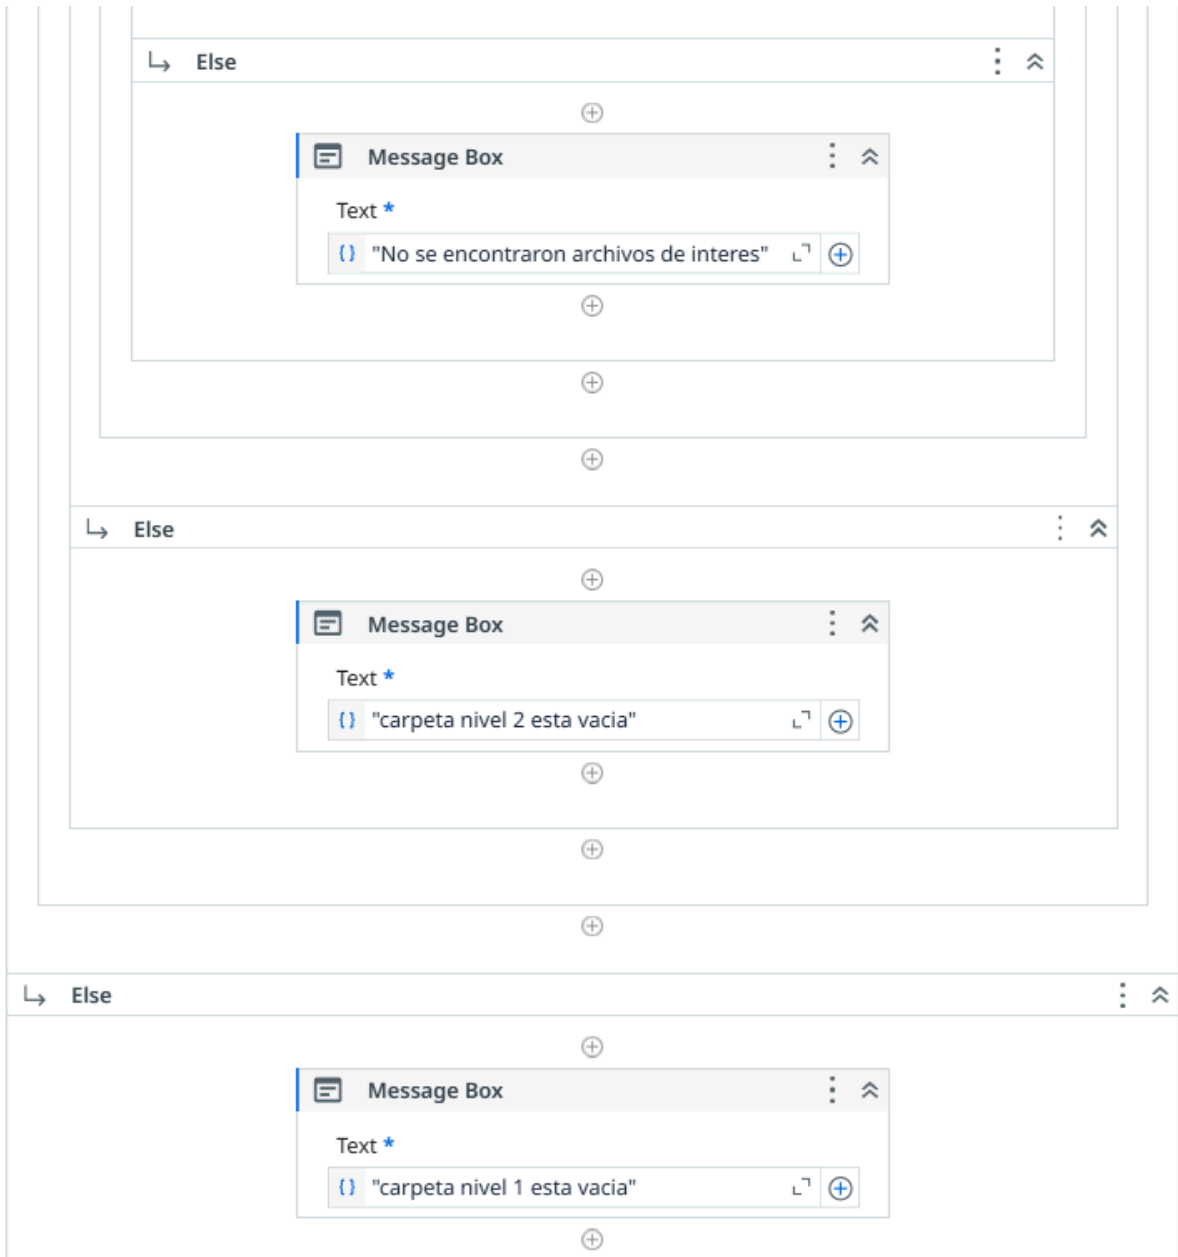 Else
Message Box
Text *
"No se encontraron archivos de interes"
Else
Message Box
Text *
"carpeta nivel 2 esta vacia"
Else
Message Box
Text *
"carpeta nivel 1 esta vacia"